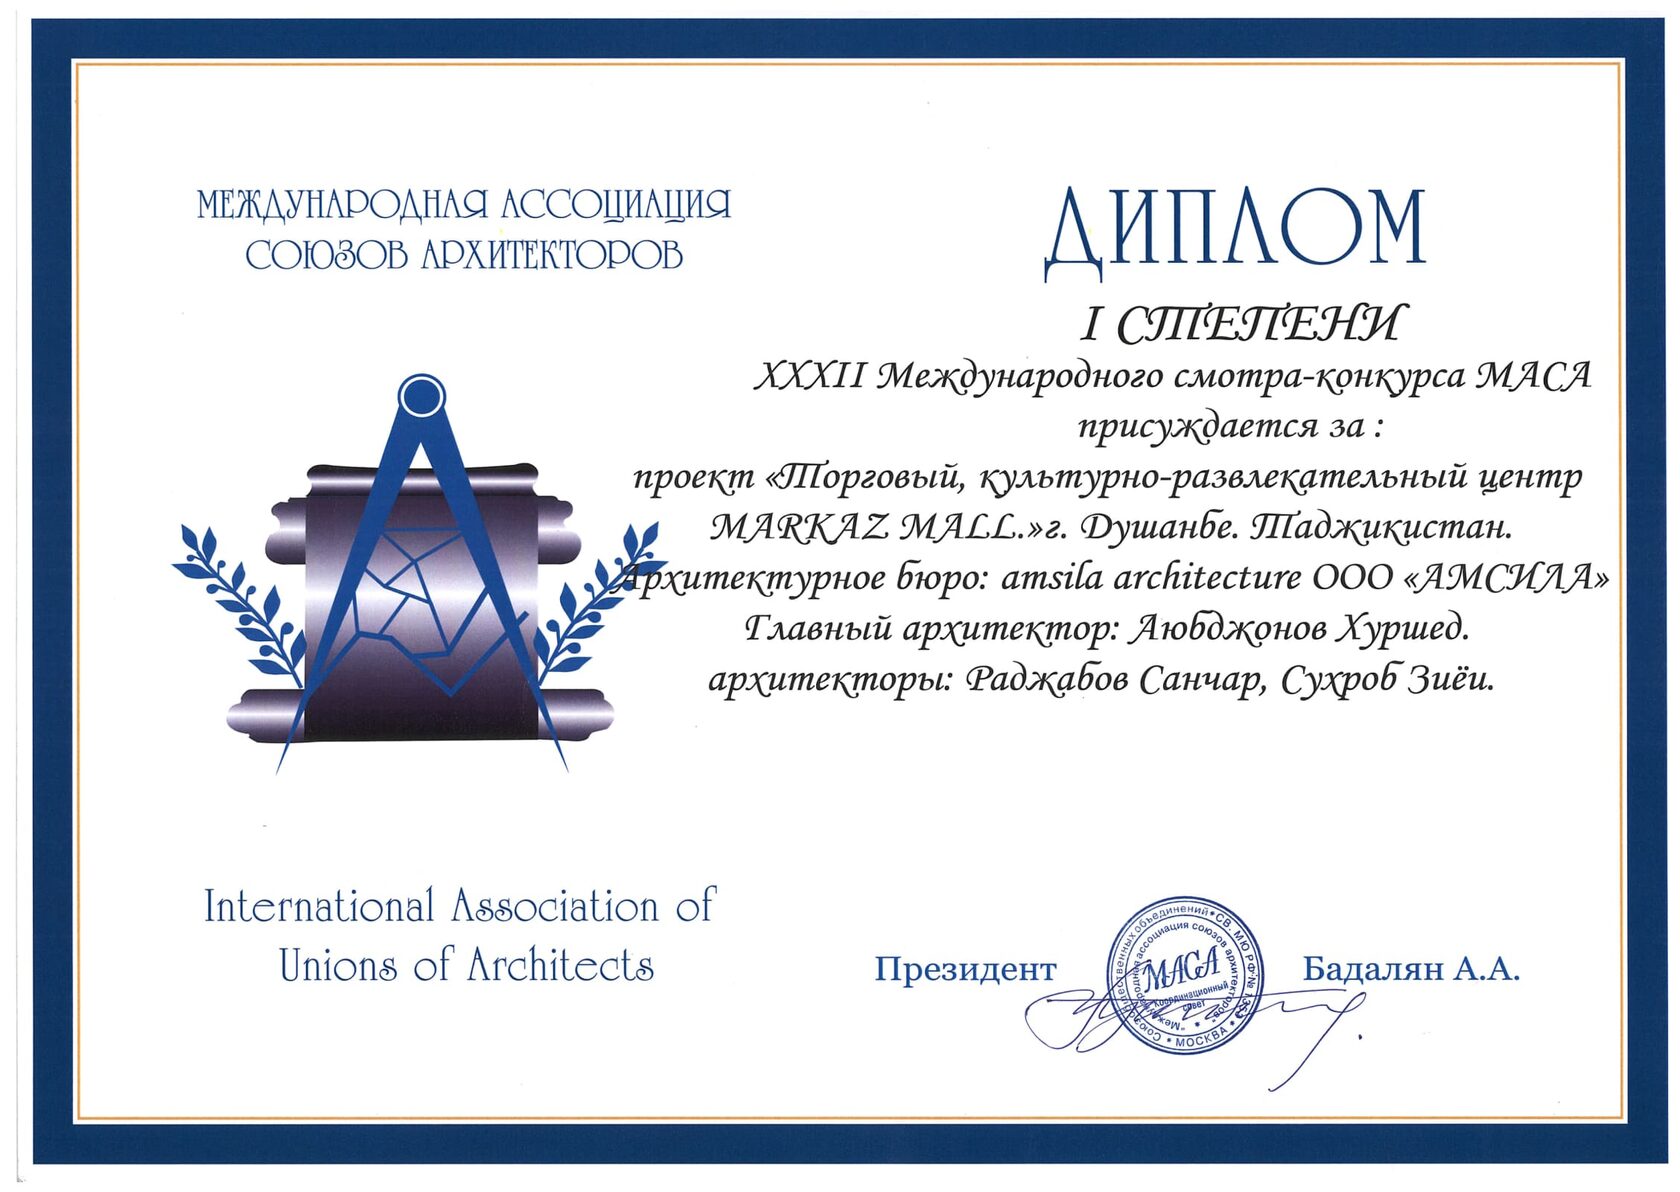 МЕЖДУНАРОДНАЯ АССОЦИАЦИЯ
СОЮЗОВ АРХИТЕКТОРОВ
ДИПЛОМ
I СТЕПЕНИ
XXXII Международного смотра-конкурса МАСА
присуждается за :
проект «Торговый, культурно-развлекательный центр
MARKAZ MALL.»г. Душанбе. Таджикистан.
Архитектурное бюро: amsila architecture ООО «АМСИЛА»
Главный архитектор: Аюбджонов Хуршед.
архитекторы: Раджабов Санчар, Сухроб Зиёи.
International Association of
Unions of Architects
Президент
Бадалян А.А.
Союз общественных объединений * СВ. МЮ РФ № 1353 * МОСКВА *
"Международная ассоциация союзов архитекторов" *
МАСА
Координационный
совет